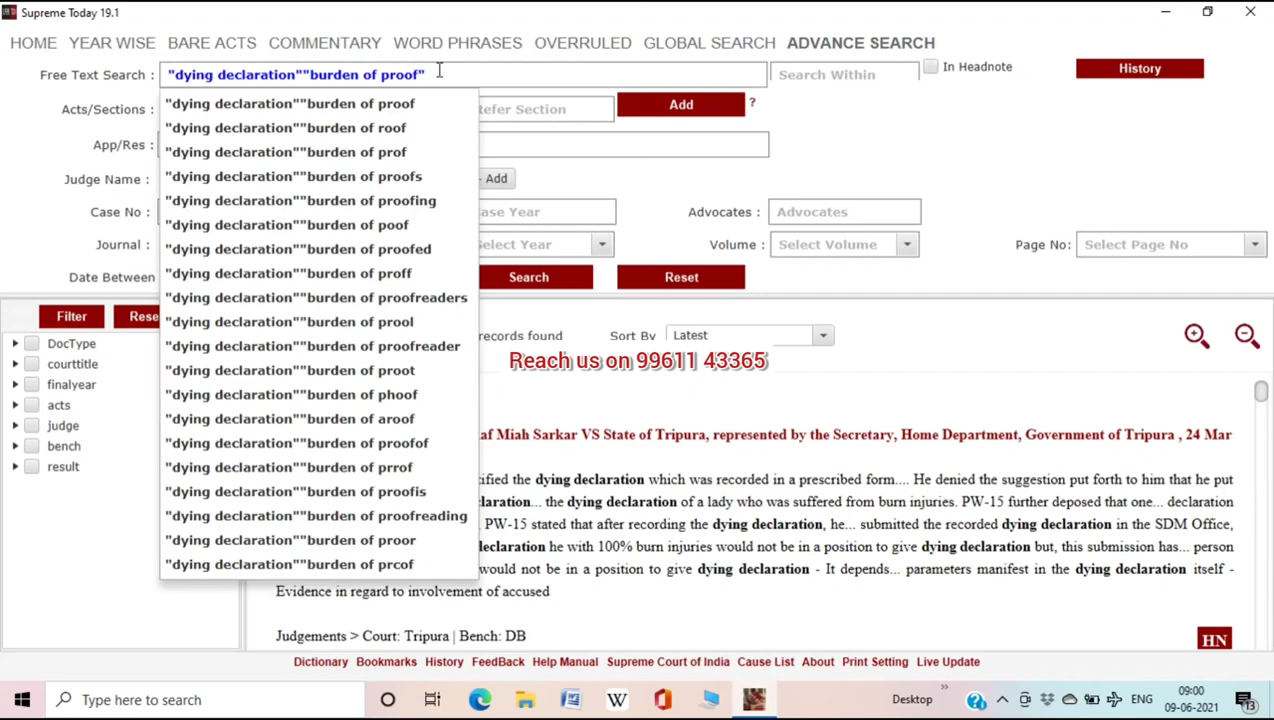 Supreme Today 19.1
HOME YEAR WISE BARE ACTS COMMENTARY WORD PHRASES OVERRULED GLOBAL SEARCH ADVANCE SEARCH
Free Text Search : "dying declaration""burden of proof" Search Within In Headnote History
Acts/Sections : Refer Section Add ?
App/Res :
Judge Name : Add
Case No : Case Year Advocates : Advocates
Journal : Select Year Volume : Select Volume Page No: Select Page No
Date Between Search Reset
"dying declaration""burden of proof
"dying declaration""burden of roof
"dying declaration""burden of prof
"dying declaration""burden of proofs
"dying declaration""burden of proofing
"dying declaration""burden of poof
"dying declaration""burden of proofed
"dying declaration""burden of proff
"dying declaration""burden of proofreaders
"dying declaration""burden of prool
"dying declaration""burden of proofreader
"dying declaration""burden of proot
"dying declaration""burden of phoof
"dying declaration""burden of aroof
"dying declaration""burden of proofof
"dying declaration""burden of prrof
"dying declaration""burden of proofis
"dying declaration""burden of proofreading
"dying declaration""burden of proor
"dying declaration""burden of prcof
Filter Rese
DocType
courttitle
finalyear
acts
judge
bench
result
records found Sort By Latest
Reach us on 99611 43365
af Miah Sarkar VS State of Tripura, represented by the Secretary, Home Department, Government of Tripura , 24 Mar
tified the dying declaration which was recorded in a prescribed form.... He denied the suggestion put forth to him that he put
laration... the dying declaration of a lady who was suffered from burn injuries. PW-15 further deposed that one... declaration
PW-15 stated that after recording the dying declaration, he... submitted the recorded dying declaration in the SDM Office,
eclaration he with 100% burn injuries would not be in a position to give dying declaration but, this submission has... person
would not be in a position to give dying declaration - It depends... parameters manifest in the dying declaration itself -
Evidence in regard to involvement of accused
Judgements > Court: Tripura | Bench: DB
HN
Dictionary Bookmarks History FeedBack Help Manual Supreme Court of India Cause List About Print Setting Live Update
Type here to search
W
Desktop
ENG
09:00
09-06-2021
13